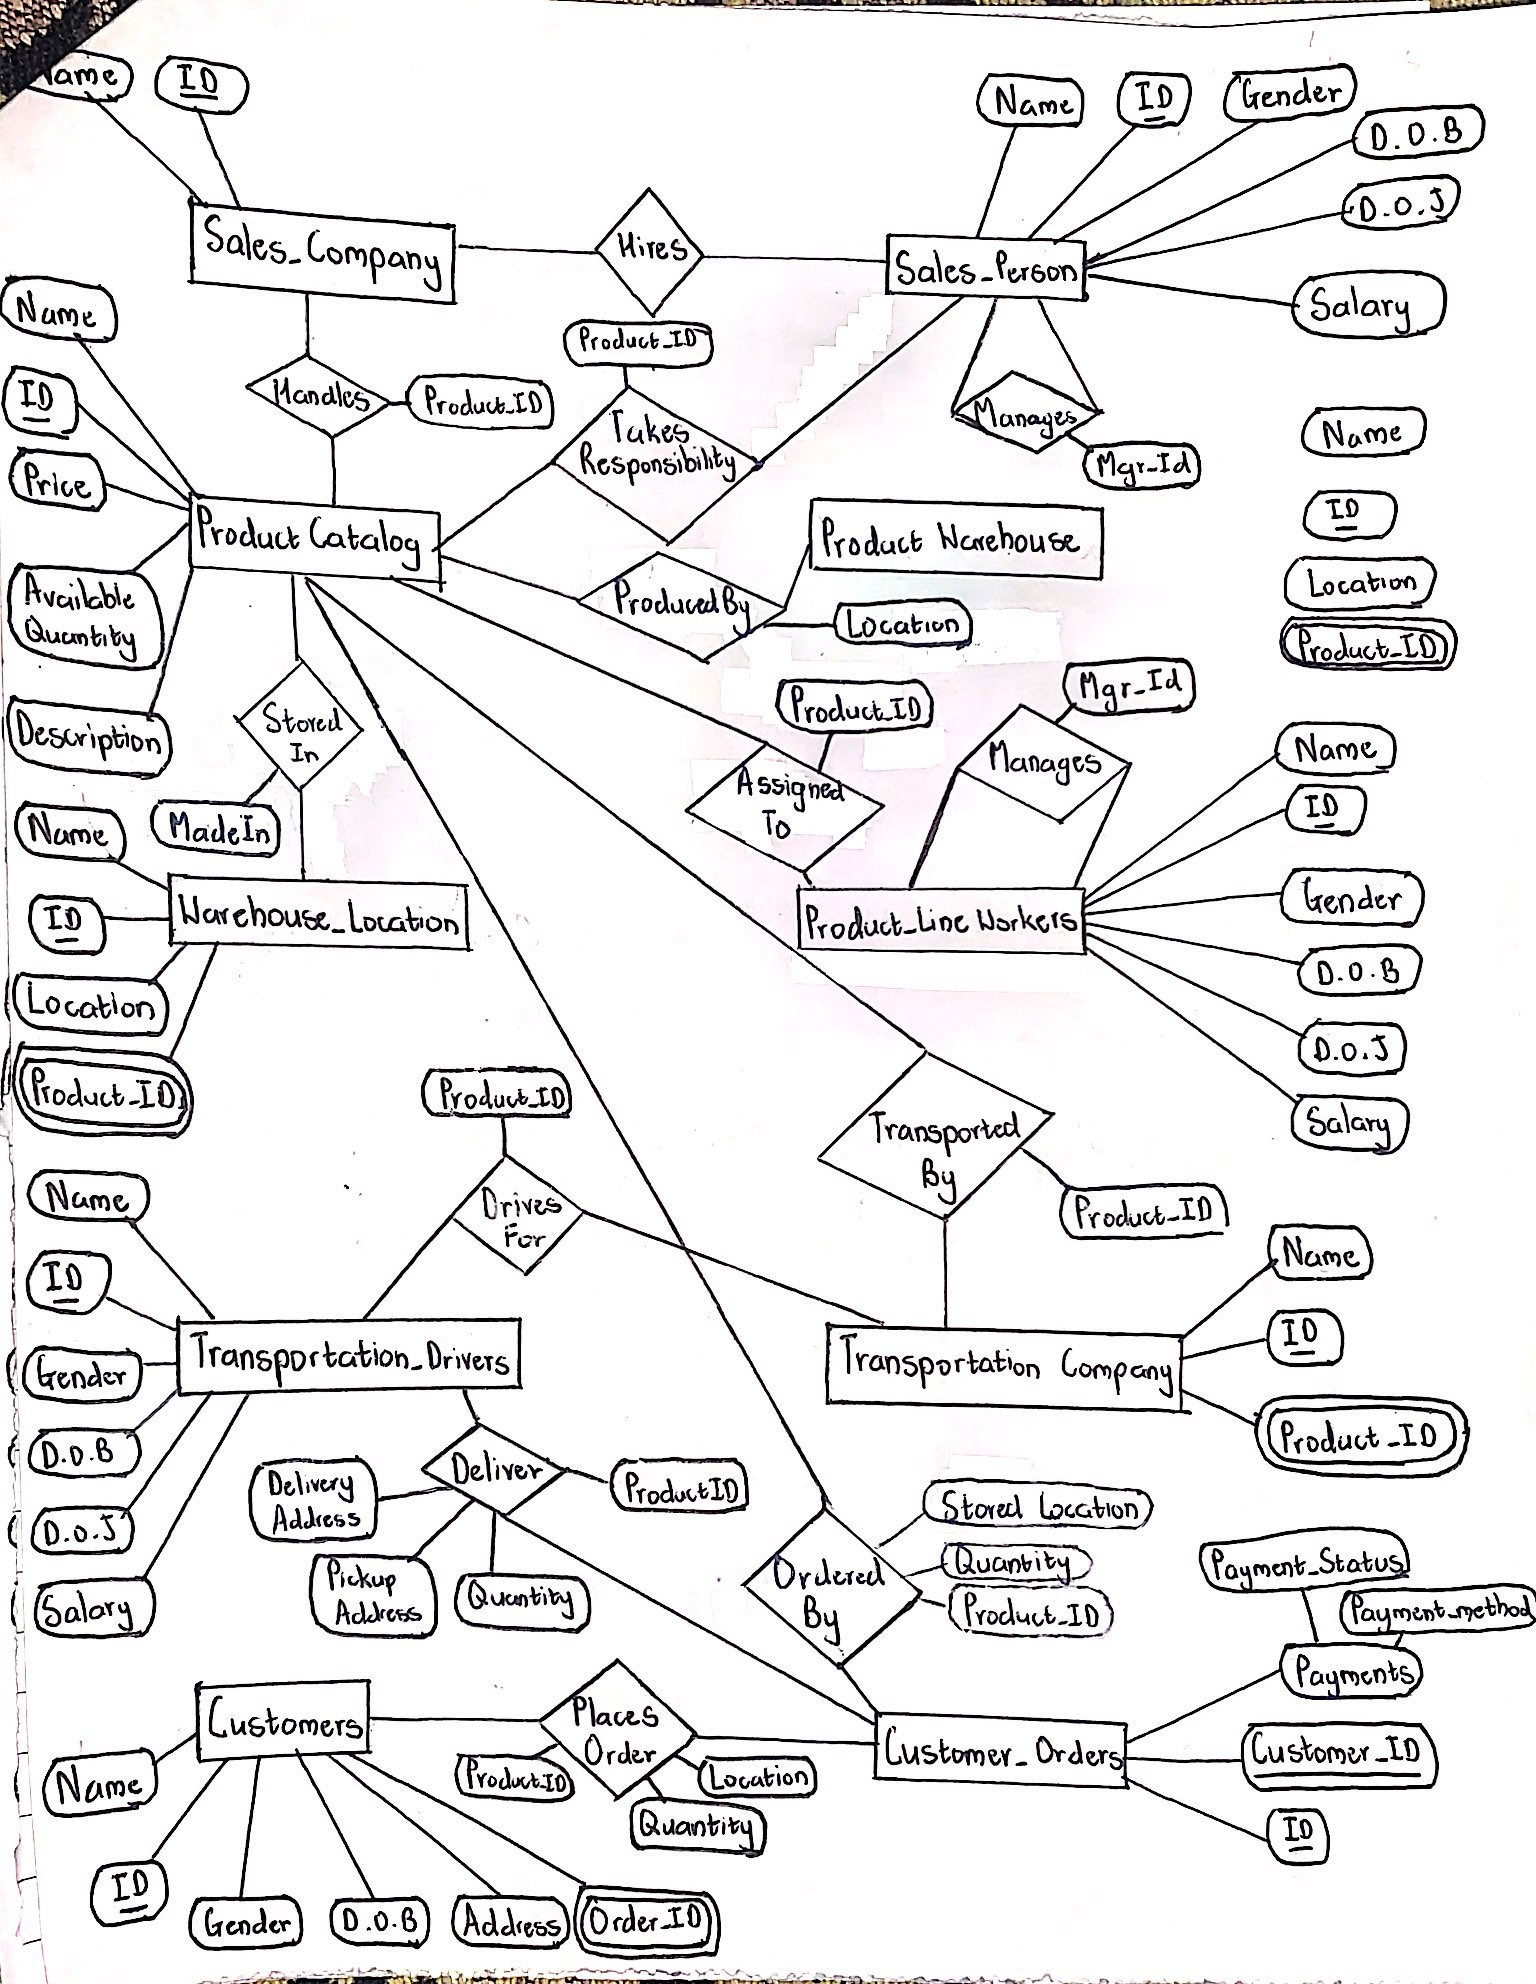 Name
ID
Name
ID
Gender
D.O.B
D.O.J
Salary
Sales_Company
Hires
Sales_Person
Name
ID
Price
Available
Quantity
Description
Handles
Product_ID
Product_ID
Takes
Responsibility
Manages
Mgr-Id
Name
ID
Location
Product_ID
Product Catalog
Product Warehouse
Produced By
Location
Stored
In
MadeIn
Product_ID
Assigned
To
Mgr_Id
Manages
Name
ID
Gender
D.O.B
D.O.J
Salary
Product_Line Workers
Name
ID
Location
Product_ID
Warehouse_Location
Product_ID
Drives
For
Transported
By
Product_ID
Name
ID
Gender
D.O.B
D.O.J
Salary
Transportation_Drivers
Transportation Company
Name
ID
Product_ID
Deliver
Delivery
Address
Pickup
Address
Quantity
ProductID
Ordered
By
Stored Location
Quantity
Product_ID
Payment_Status
Payment_method
Payments
Customer_ID
ID
Customers
Places
Order
Product_ID
Quantity
Location
Customer_Orders
Name
ID
Gender
D.O.B
Address
Order_ID